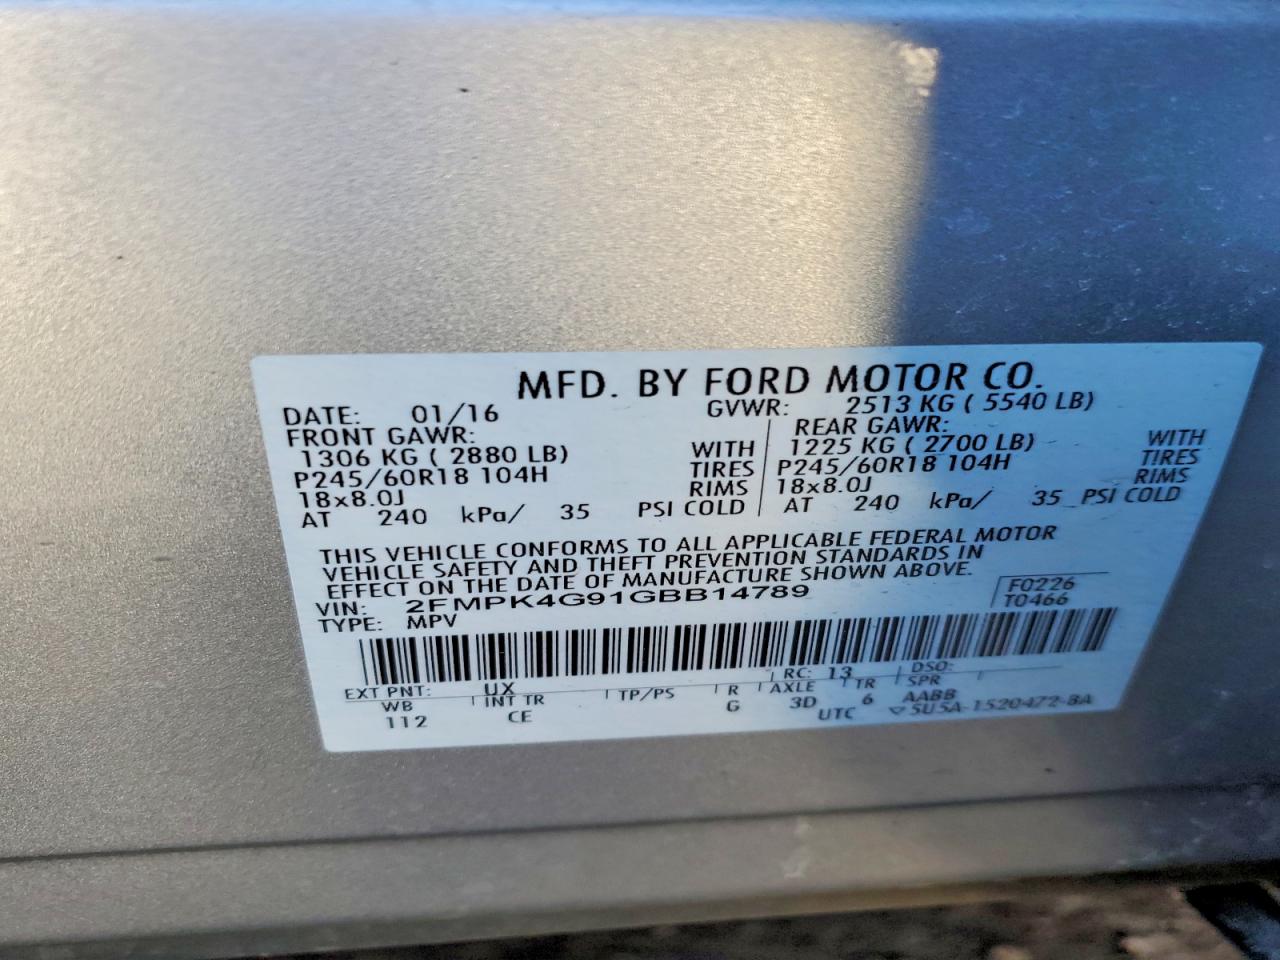 MFD. BY FORD MOTOR CO.
DATE: 01/16 GVWR: 2513 KG ( 5540 LB)
FRONT GAWR: REAR GAWR:
1306 KG ( 2880 LB) WITH 1225 KG ( 2700 LB) WITH
P245/60R18 104H TIRES P245/60R18 104H TIRES
18x8.0J RIMS 18x8.0J RIMS
AT 240 kPa/ 35 PSI COLD AT 240 kPa/ 35 PSI COLD
THIS VEHICLE CONFORMS TO ALL APPLICABLE FEDERAL MOTOR
VEHICLE SAFETY AND THEFT PREVENTION STANDARDS IN
EFFECT ON THE DATE OF MANUFACTURE SHOWN ABOVE.
VIN: 2FMPK4G91GBB14789 F0226
TYPE: MPV T0466
EXT PNT: UX RC: 13 DSO:
WB INT TR TP/PS R AXLE TR SPR
112 CE G 3D 6 AABB
UTC 5U5A-1520472-BA